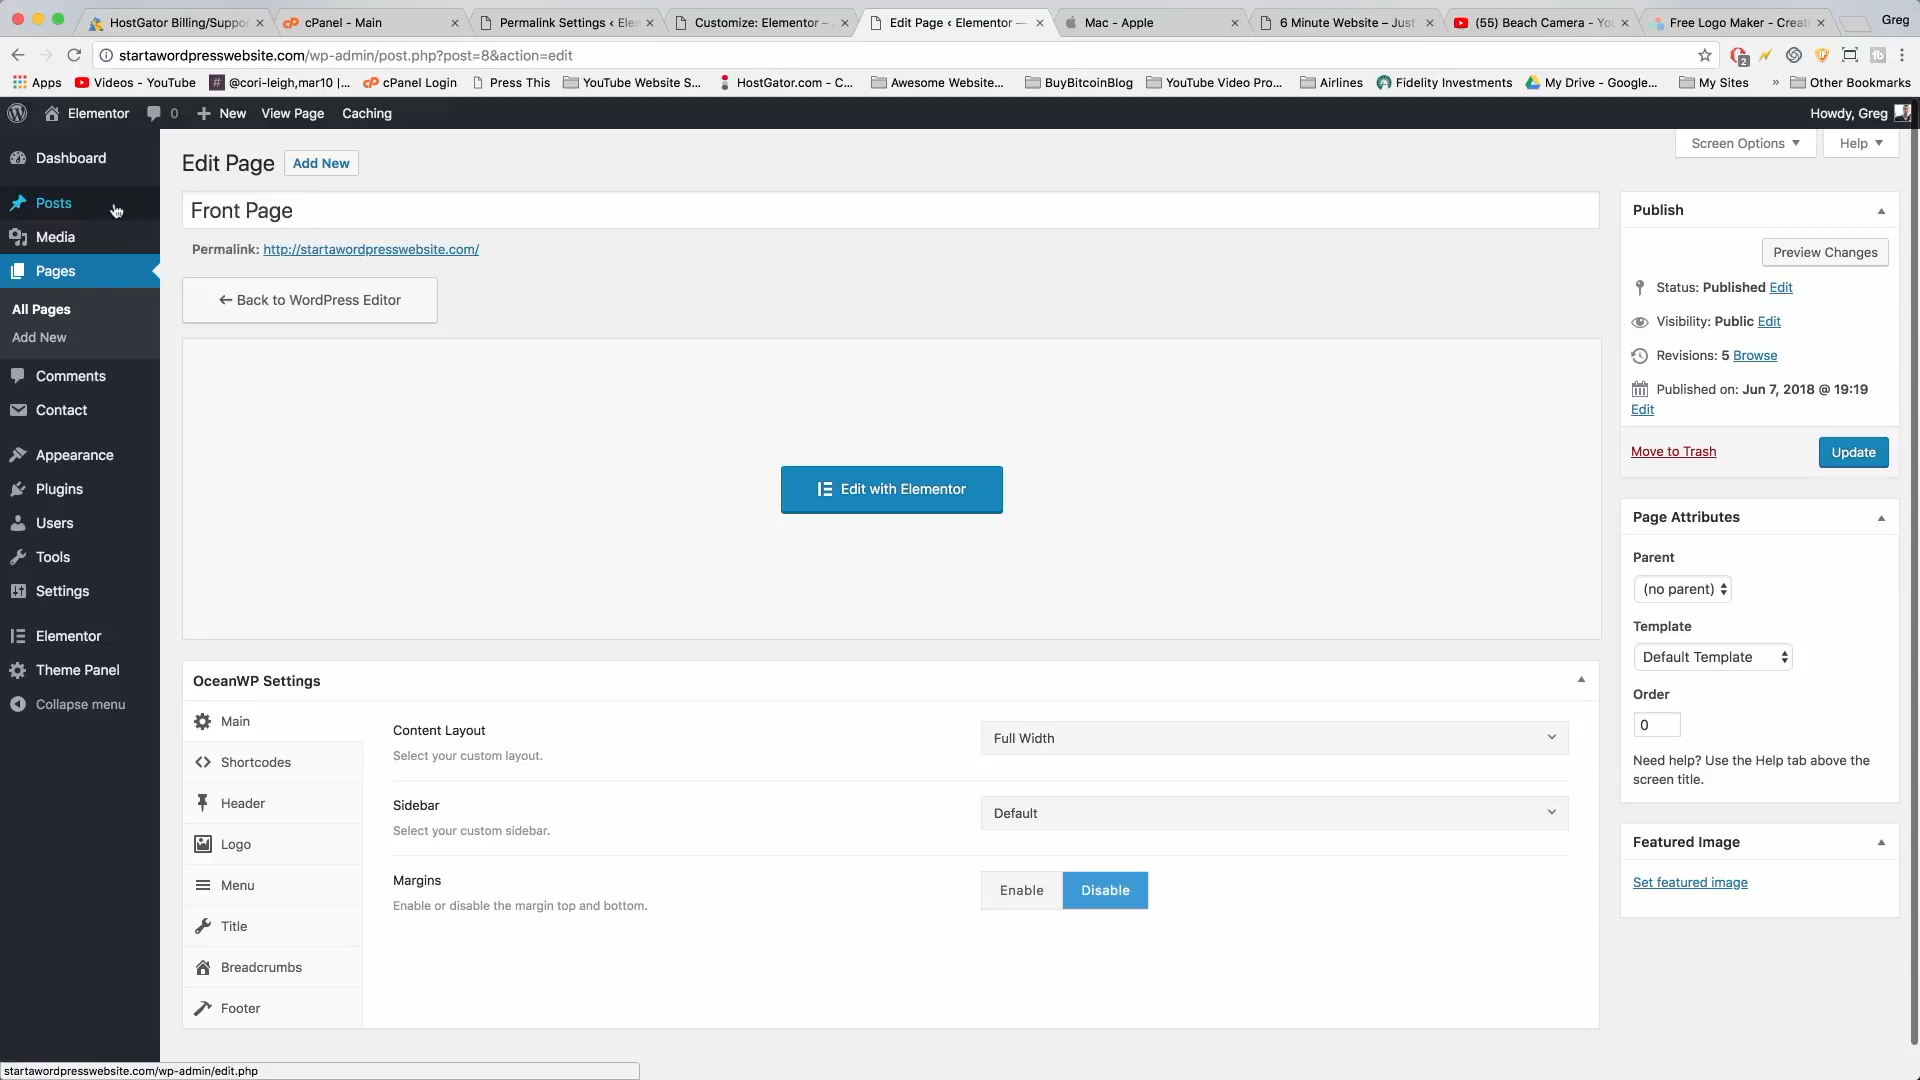 HostGator Billing/Suppor
cPanel - Main
Permalink Settings ‹ Ele
Customize: Elementor –
Edit Page ‹ Elementor —
Mac - Apple
6 Minute Website – Just
(55) Beach Camera - Yo
Free Logo Maker - Creat
Greg
startawordpresswebsite.com/wp-admin/post.php?post=8&action=edit
2
Apps
Videos - YouTube
@cori-leigh,mar10 |...
cPanel Login
Press This
YouTube Website S...
HostGator.com - C...
Awesome Website...
BuyBitcoinBlog
YouTube Video Pro...
Airlines
Fidelity Investments
My Drive - Google...
My Sites
»
Other Bookmarks
Elementor
0
New
View Page
Caching
Howdy, Greg
Dashboard
Posts
Media
Pages
All Pages
Add New
Comments
Contact
Appearance
Plugins
Users
Tools
Settings
Elementor
Theme Panel
Collapse menu
Screen Options
Help
Edit Page
Add New
Front Page
Permalink: http://startawordpresswebsite.com/
← Back to WordPress Editor
Edit with Elementor
OceanWP Settings
Main
Shortcodes
Header
Logo
Menu
Title
Breadcrumbs
Footer
Content Layout
Select your custom layout.
Full Width
Sidebar
Select your custom sidebar.
Default
Margins
Enable or disable the margin top and bottom.
Enable
Disable
Publish
Preview Changes
Status: Published Edit
Visibility: Public Edit
Revisions: 5 Browse
Published on: Jun 7, 2018 @ 19:19
Edit
Move to Trash
Update
Page Attributes
Parent
(no parent)
Template
Default Template
Order
0
Need help? Use the Help tab above the
screen title.
Featured Image
Set featured image
startawordpresswebsite.com/wp-admin/edit.php